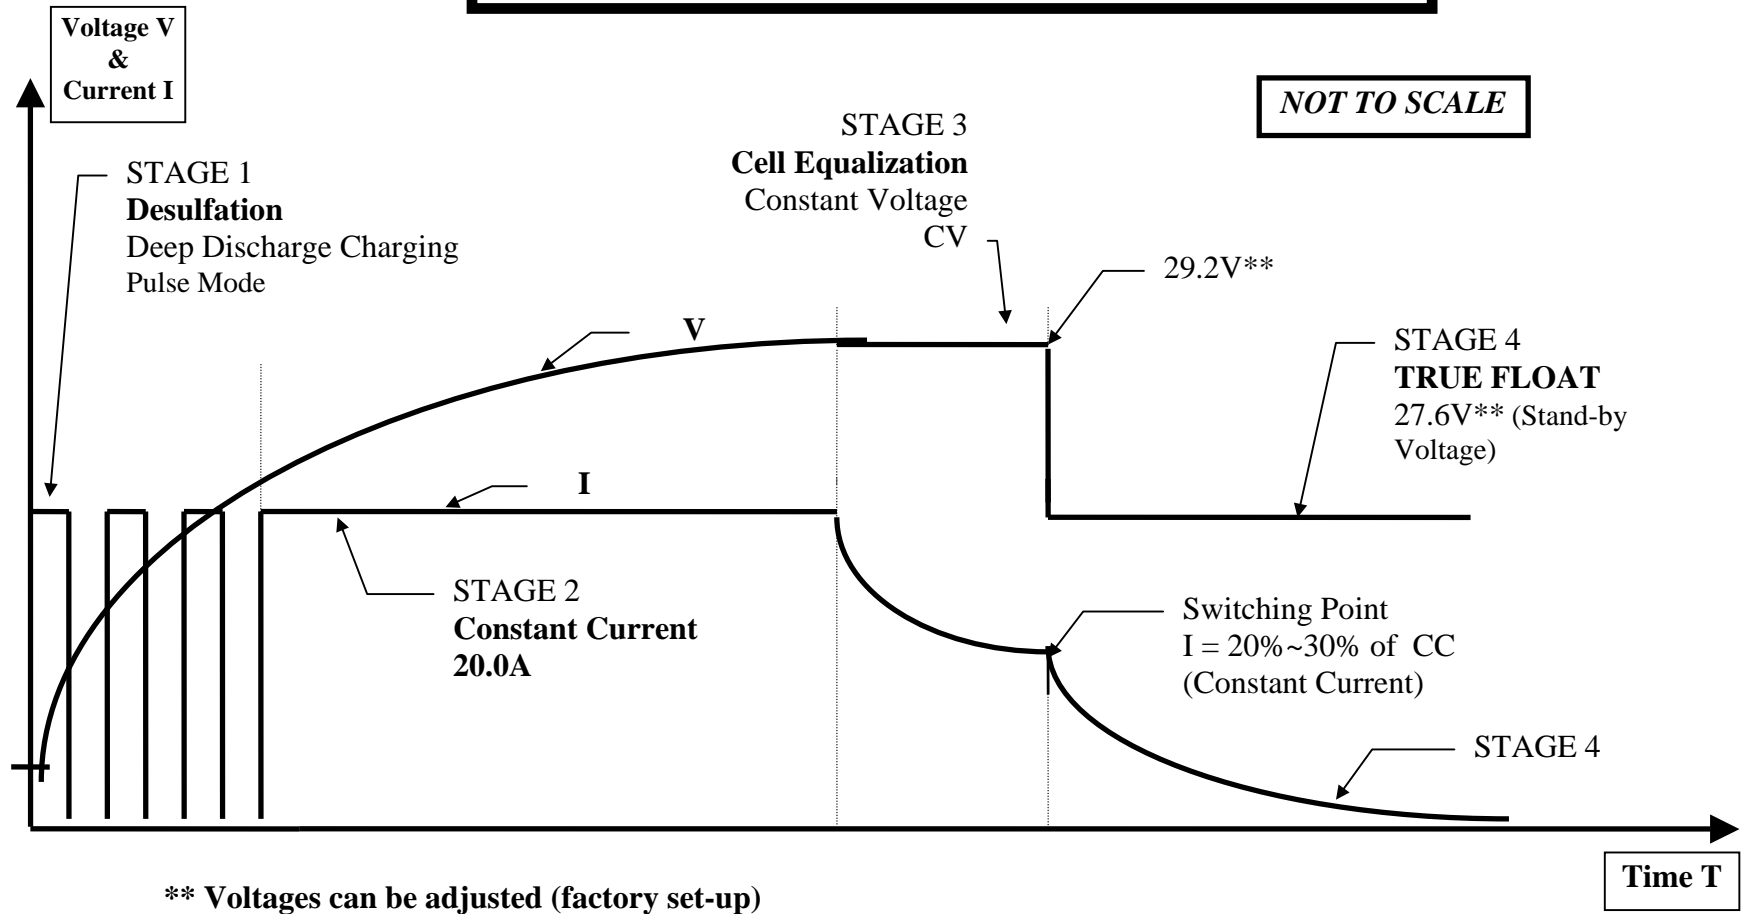 Voltage V
&
Current I
NOT TO SCALE
STAGE 1
Desulfation
Deep Discharge Charging
Pulse Mode
STAGE 3
Cell Equalization
Constant Voltage
CV
29.2V**
V
STAGE 4
TRUE FLOAT
27.6V** (Stand-by
Voltage)
I
STAGE 2
Constant Current
20.0A
Switching Point
I = 20%~30% of CC
(Constant Current)
STAGE 4
Time T
** Voltages can be adjusted (factory set-up)